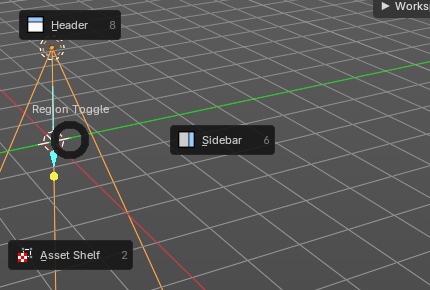 Header 8
Works
Region Toggle
Sidebar 6
Asset Shelf 2